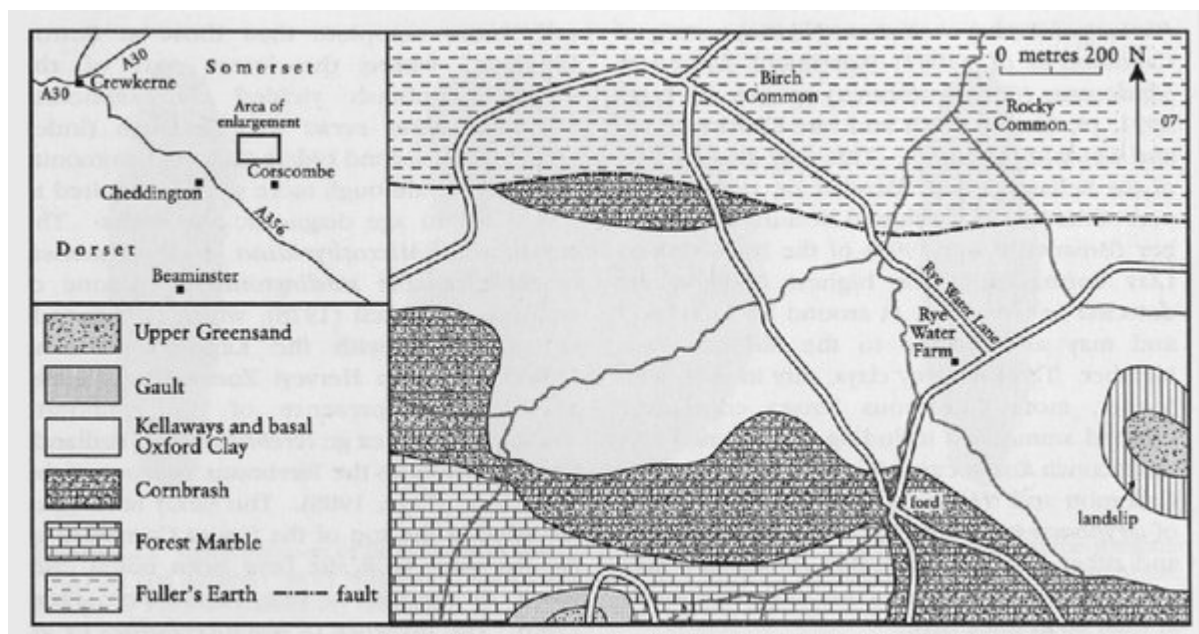 A30
A30
Crewkerne
Somerset
Area of
enlargement
Corscombe
Cheddington
A356
Dorset
Beaminster
Upper Greensand
Gault
Kellaways and basal
Oxford Clay
Cornbrash
Forest Marble
Fuller's Earth
fault
0 metres 200 N
Birch
Common
Rocky
Common
07
Rye Water Lane
Rye
Water
Farm
ford
landslip